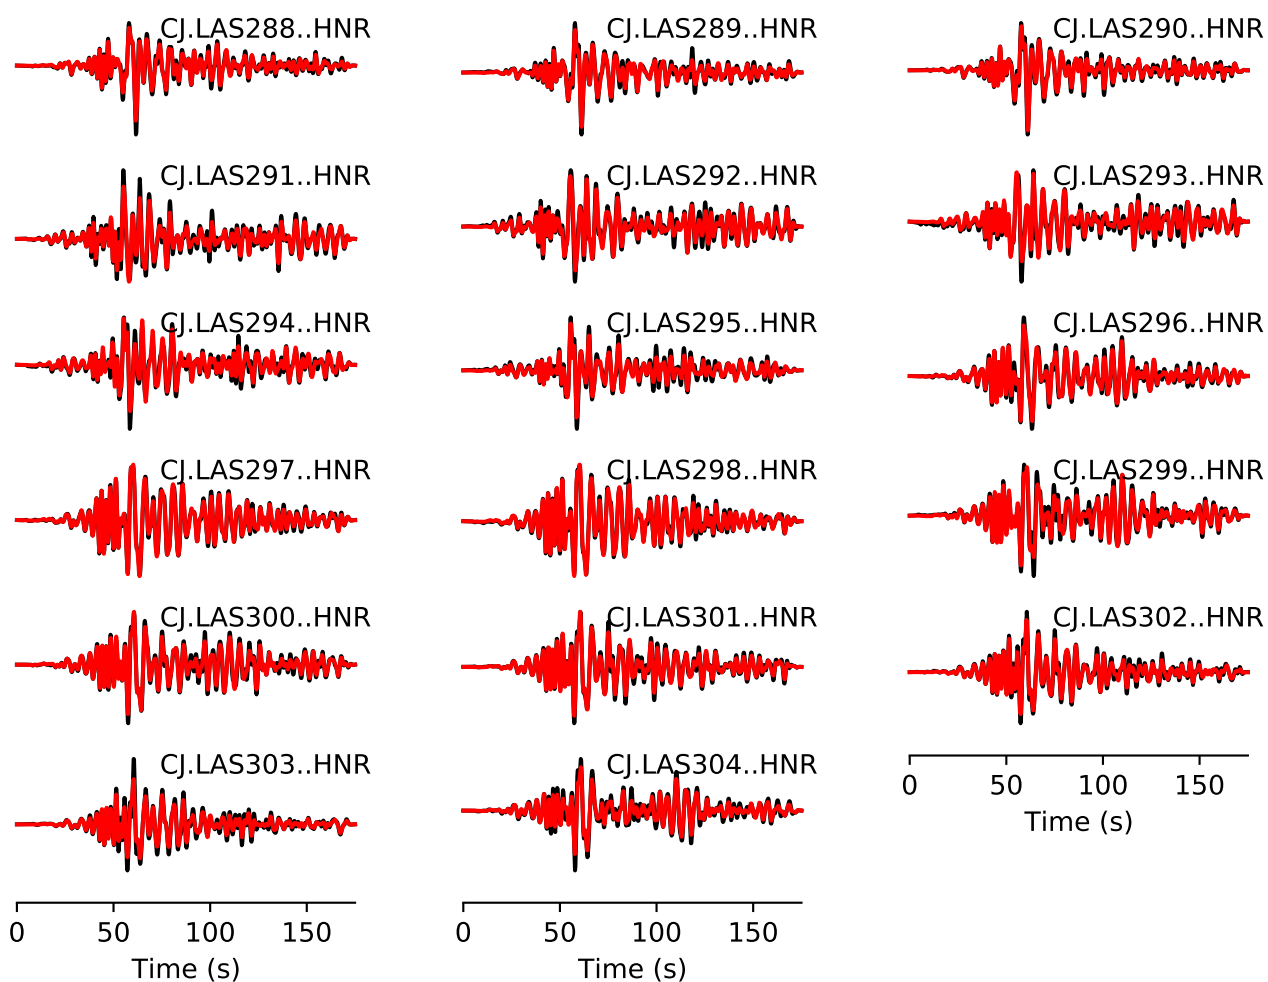 CJ.LAS288..HNR
CJ.LAS289..HNR
CJ.LAS290..HNR
CJ.LAS291..HNR
CJ.LAS292..HNR
CJ.LAS293..HNR
CJ.LAS294..HNR
CJ.LAS295..HNR
CJ.LAS296..HNR
CJ.LAS297..HNR
CJ.LAS298..HNR
CJ.LAS299..HNR
CJ.LAS300..HNR
CJ.LAS301..HNR
CJ.LAS302..HNR
CJ.LAS303..HNR
CJ.LAS304..HNR
0 50 100 150
Time (s)
0 50 100 150
Time (s)
0 50 100 150
Time (s)